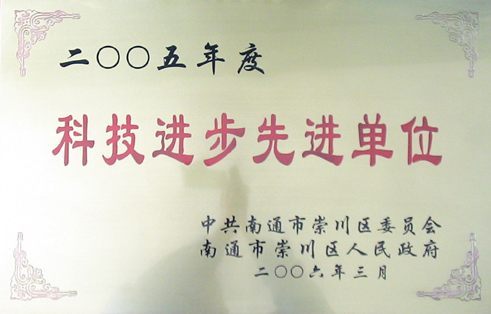 二〇〇五年度
科技进步先进单位
中共南通市崇川区委员会
南通市崇川区人民政府
二〇〇六年三月